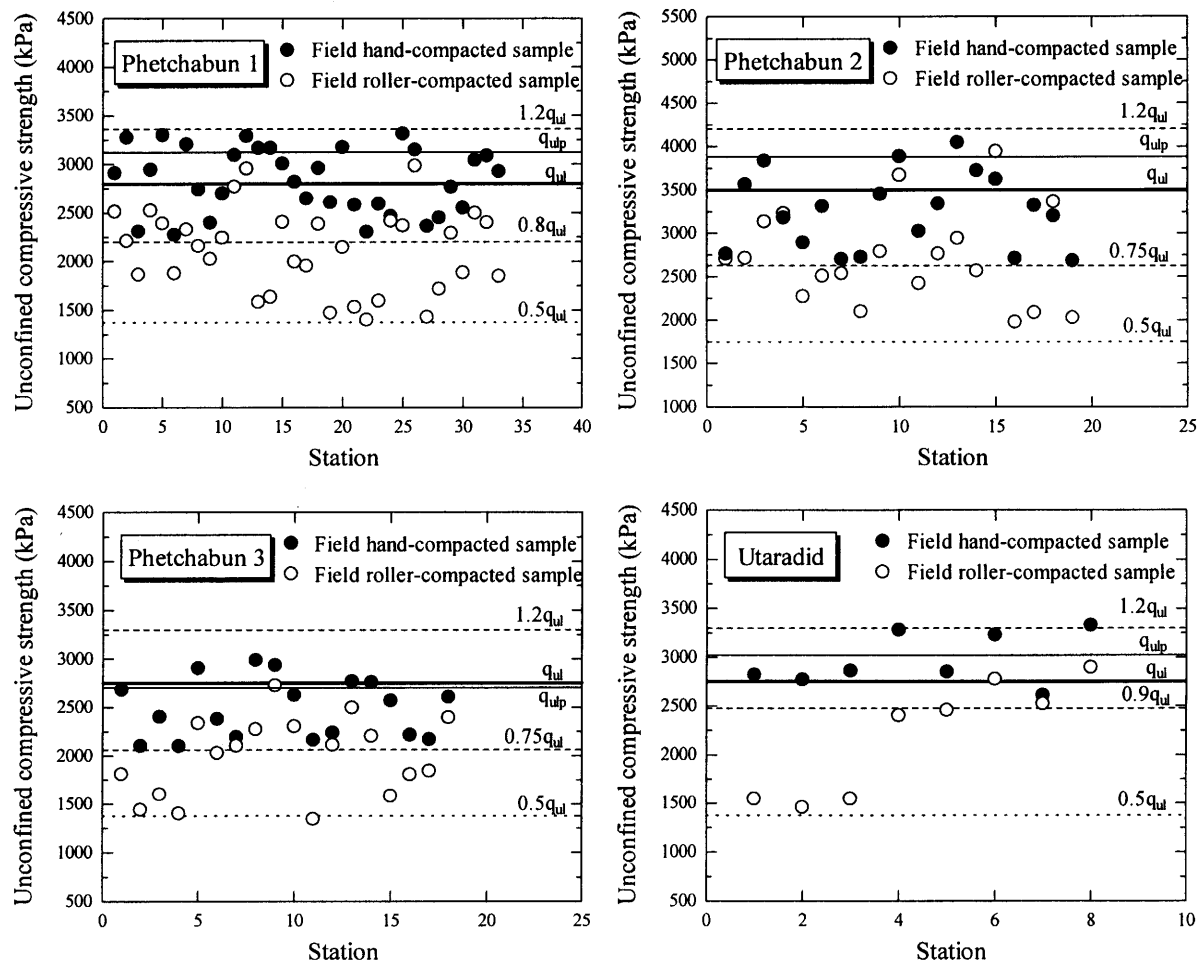 Unconfined compressive strength (kPa)
4500
4000
3500
3000
2500
2000
1500
1000
500
Phetchabun 1
Field hand-compacted sample
Field roller-compacted sample
1.2qul
qulp
qul
0.8qul
0.5qul
0 5 10 15 20 25 30 35 40
Station
Unconfined compressive strength (kPa)
5500
5000
4500
4000
3500
3000
2500
2000
1500
1000
Phetchabun 2
Field hand-compacted sample
Field roller-compacted sample
1.2qul
qulp
qul
0.75qul
0.5qul
0 5 10 15 20 25
Station
Unconfined compressive strength (kPa)
4500
4000
3500
3000
2500
2000
1500
1000
500
Phetchabun 3
Field hand-compacted sample
Field roller-compacted sample
1.2qul
qul
qulp
0.75qul
0.5qul
0 5 10 15 20 25
Station
Unconfined compressive strength (kPa)
4500
4000
3500
3000
2500
2000
1500
1000
500
Utaradid
Field hand-compacted sample
Field roller-compacted sample
1.2qul
qulp
qul
0.9qul
0.5qul
0 2 4 6 8 10
Station